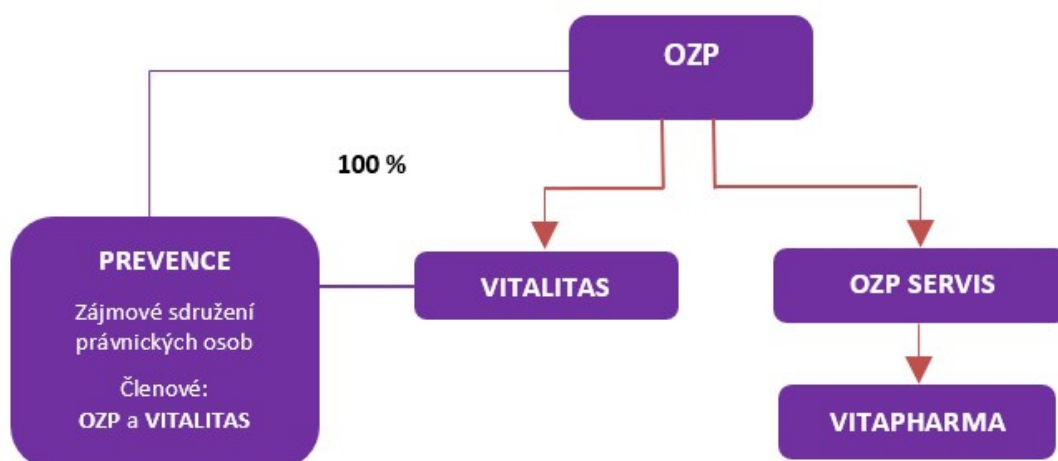 OZP
100 %
PREVENCE
Zájmové sdružení
právnických osob
Členové:
OZP a VITALITAS
VITALITAS
OZP SERVIS
VITAPHARMA